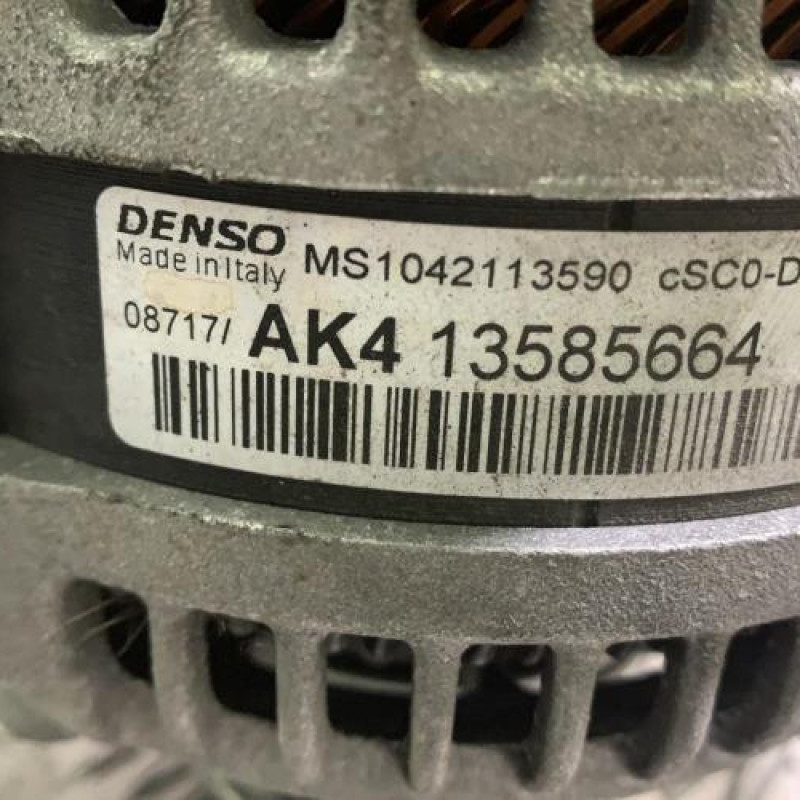 DENSO
Made in Italy MS1042113590 cSC0-D
08717/ AK4 13585664